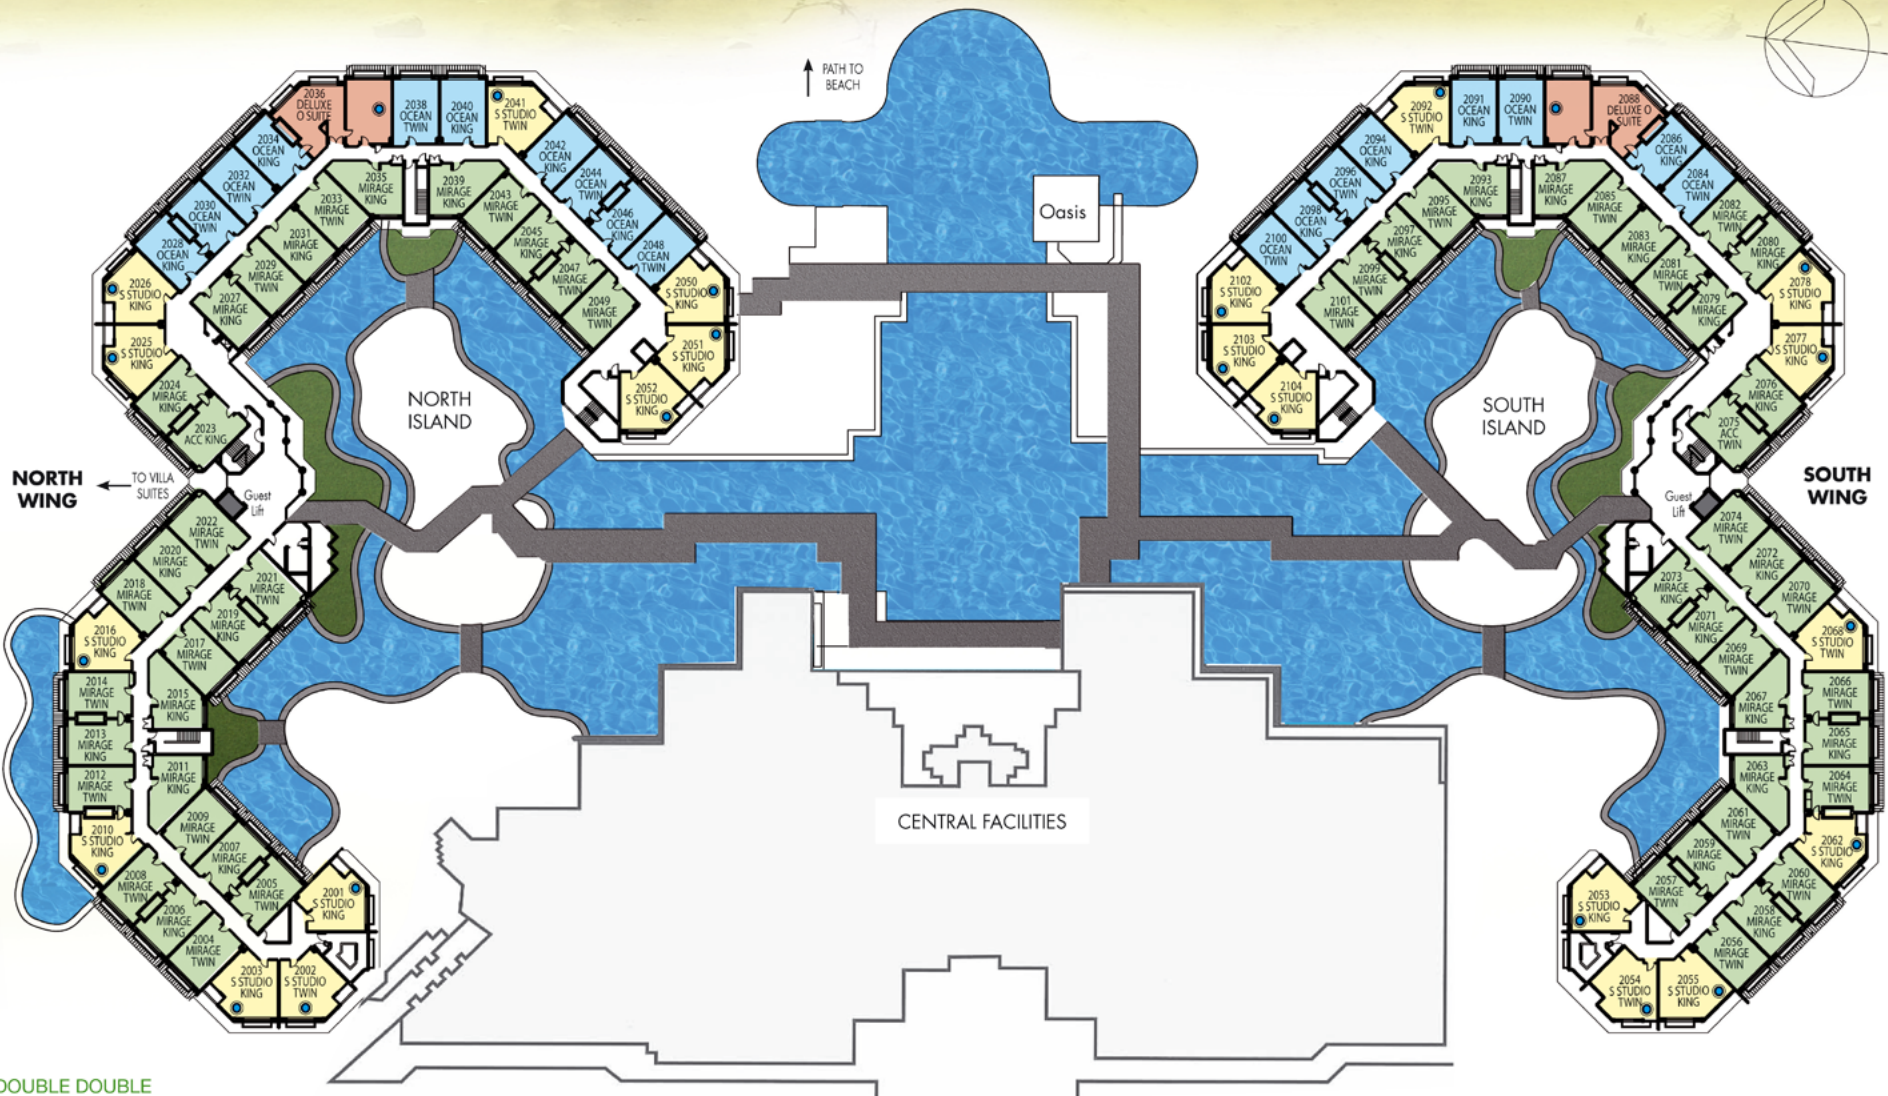 PATH TO
BEACH
Oasis
NORTH
WING
TO VILLA
SUITES
Guest
Lift
NORTH
ISLAND
SOUTH
ISLAND
Guest
Lift
SOUTH
WING
CENTRAL FACILITIES
2036
DELUXE
O SUITE
2038
OCEAN
TWIN
2040
OCEAN
KING
2041
S STUDIO
TWIN
2034
OCEAN
KING
2032
OCEAN
TWIN
2030
OCEAN
TWIN
2028
OCEAN
KING
2026
S STUDIO
KING
2025
S STUDIO
KING
2024
MIRAGE
KING
2023
ACC KING
2035
MIRAGE
KING
2033
MIRAGE
TWIN
2031
MIRAGE
KING
2029
MIRAGE
TWIN
2027
MIRAGE
KING
2039
MIRAGE
KING
2043
MIRAGE
TWIN
2045
MIRAGE
KING
2047
MIRAGE
TWIN
2049
MIRAGE
TWIN
2042
OCEAN
KING
2044
OCEAN
TWIN
2046
OCEAN
KING
2048
OCEAN
TWIN
2050
S STUDIO
KING
2051
S STUDIO
KING
2052
S STUDIO
KING
2022
MIRAGE
TWIN
2020
MIRAGE
KING
2018
MIRAGE
TWIN
2016
S STUDIO
KING
2021
MIRAGE
TWIN
2019
MIRAGE
KING
2017
MIRAGE
TWIN
2015
MIRAGE
KING
2014
MIRAGE
TWIN
2013
MIRAGE
KING
2012
MIRAGE
TWIN
2011
MIRAGE
KING
2010
S STUDIO
KING
2009
MIRAGE
TWIN
2007
MIRAGE
KING
2005
MIRAGE
TWIN
2008
MIRAGE
TWIN
2006
MIRAGE
KING
2004
MIRAGE
TWIN
2003
S STUDIO
KING
2002
S STUDIO
TWIN
2001
S STUDIO
KING
2092
S STUDIO
TWIN
2091
OCEAN
KING
2090
OCEAN
TWIN
2088
DELUXE O
SUITE
2086
OCEAN
KING
2084
OCEAN
TWIN
2082
MIRAGE
TWIN
2080
MIRAGE
KING
2078
S STUDIO
KING
2077
S STUDIO
KING
2076
MIRAGE
KING
2075
ACC
TWIN
2094
OCEAN
KING
2096
OCEAN
TWIN
2098
OCEAN
KING
2100
OCEAN
TWIN
2102
S STUDIO
KING
2103
S STUDIO
KING
2104
S STUDIO
KING
2093
MIRAGE
KING
2095
MIRAGE
TWIN
2097
MIRAGE
KING
2099
MIRAGE
TWIN
2101
MIRAGE
TWIN
2087
MIRAGE
KING
2085
MIRAGE
TWIN
2083
MIRAGE
KING
2081
MIRAGE
TWIN
2079
MIRAGE
KING
2074
MIRAGE
TWIN
2072
MIRAGE
KING
2070
MIRAGE
TWIN
2068
S STUDIO
TWIN
2073
MIRAGE
KING
2071
MIRAGE
KING
2069
MIRAGE
TWIN
2067
MIRAGE
KING
2066
MIRAGE
TWIN
2065
MIRAGE
KING
2064
MIRAGE
TWIN
2063
MIRAGE
KING
2062
S STUDIO
KING
2061
MIRAGE
TWIN
2059
MIRAGE
KING
2057
MIRAGE
TWIN
2060
MIRAGE
TWIN
2058
MIRAGE
KING
2056
MIRAGE
TWIN
2055
S STUDIO
KING
2054
S STUDIO
TWIN
2053
S STUDIO
KING
DOUBLE DOUBLE